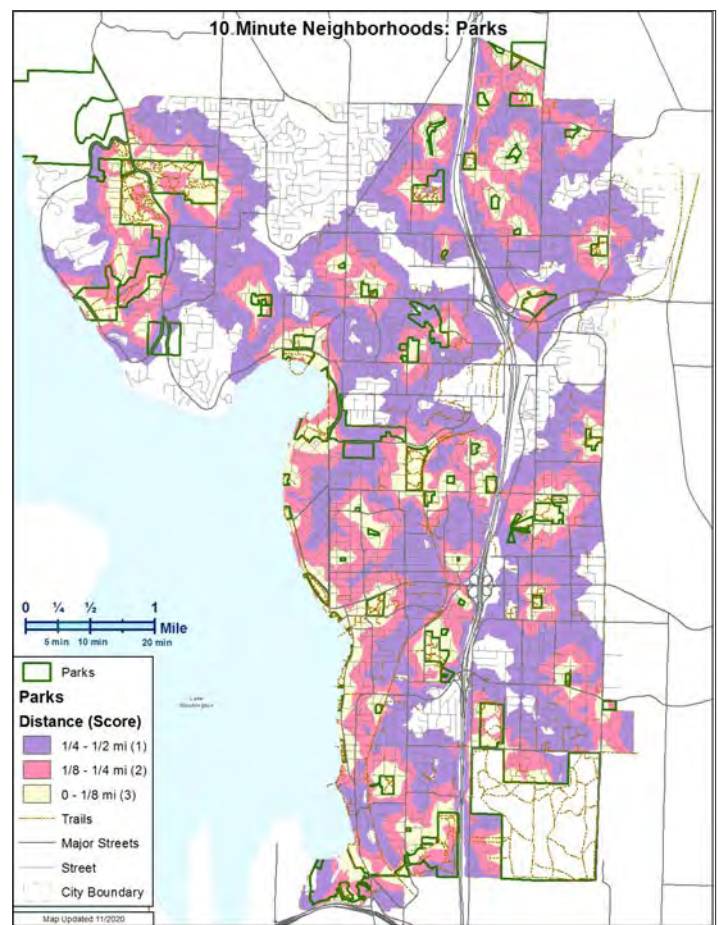 10 Minute Neighborhoods: Parks
0 ¼ ½ 1
Mile
5 min 10 min 20 min
Lake
Washington
Parks
Parks
Distance (Score)
1/4 - 1/2 mi (1)
1/8 - 1/4 mi (2)
0 - 1/8 mi (3)
Trails
Major Streets
Street
City Boundary
Map Updated 11/2020